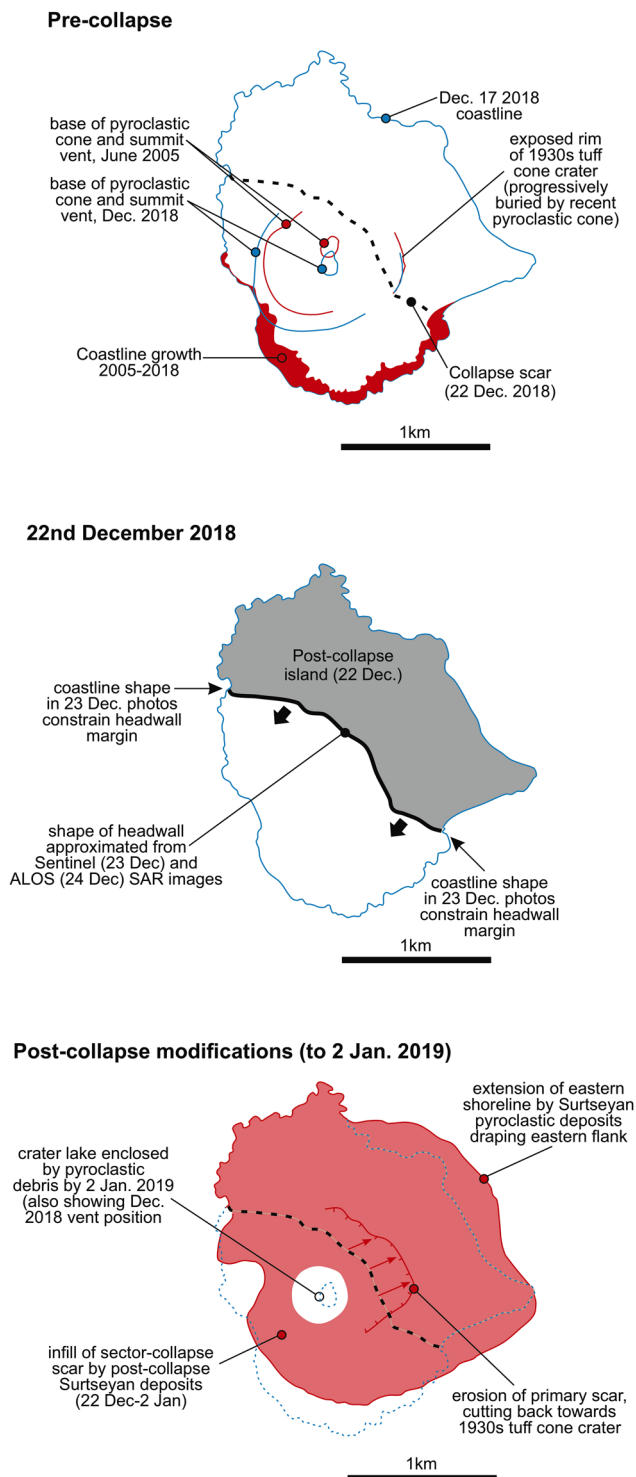 Pre-collapse
Dec. 17 2018
coastline
base of pyroclastic
cone and summit
vent, June 2005
exposed rim
of 1930s tuff
cone crater
(progressively
buried by recent
pyroclastic cone)
base of pyroclastic
cone and summit
vent, Dec. 2018
Coastline growth
2005-2018
Collapse scar
(22 Dec. 2018)
1km
22nd December 2018
Post-collapse
island (22 Dec.)
coastline shape
in 23 Dec. photos
constrain headwall
margin
shape of headwall
approximated from
Sentinel (23 Dec) and
ALOS (24 Dec) SAR images
coastline shape
in 23 Dec. photos
constrain headwall
margin
1km
Post-collapse modifications (to 2 Jan. 2019)
extension of eastern
shoreline by Surtseyan
pyroclastic deposits
draping eastern flank
crater lake enclosed
by pyroclastic
debris by 2 Jan. 2019
(also showing Dec.
2018 vent position
infill of sector-collapse
scar by post-collapse
Surtseyan deposits
(22 Dec-2 Jan)
erosion of primary scar,
cutting back towards
1930s tuff cone crater
1km